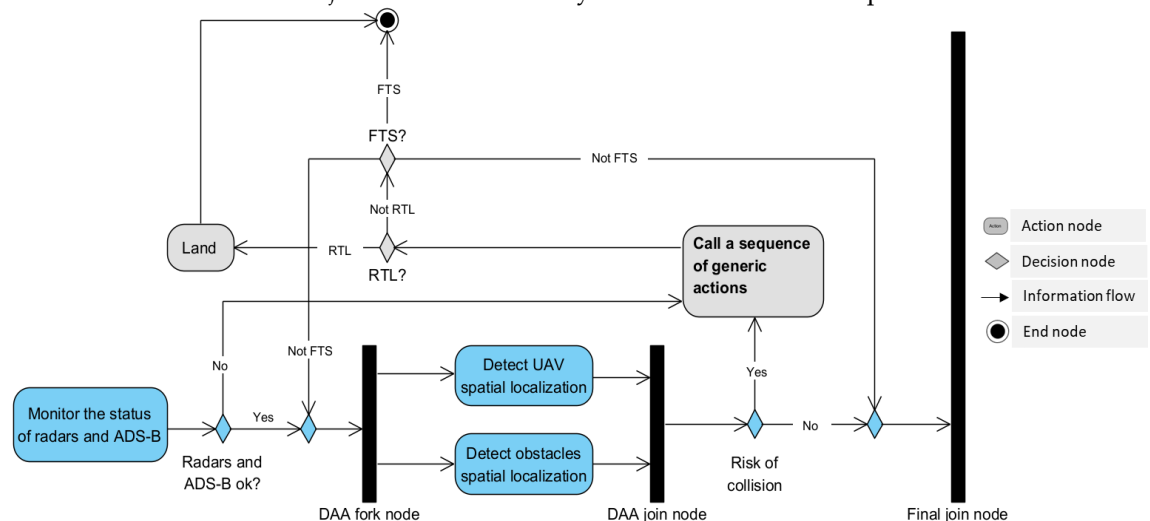 FTS
FTS?
Not FTS
Not RTL
Land
RTL
RTL?
Call a sequence
of generic
actions
Action
Action node
Decision node
Information flow
End node
No
Not FTS
Monitor the status
of radars and ADS-B
Yes
Radars and
ADS-B ok?
Detect UAV
spatial localization
Detect obstacles
spatial localization
Yes
No
Risk of
collision
DAA fork node
DAA join node
Final join node